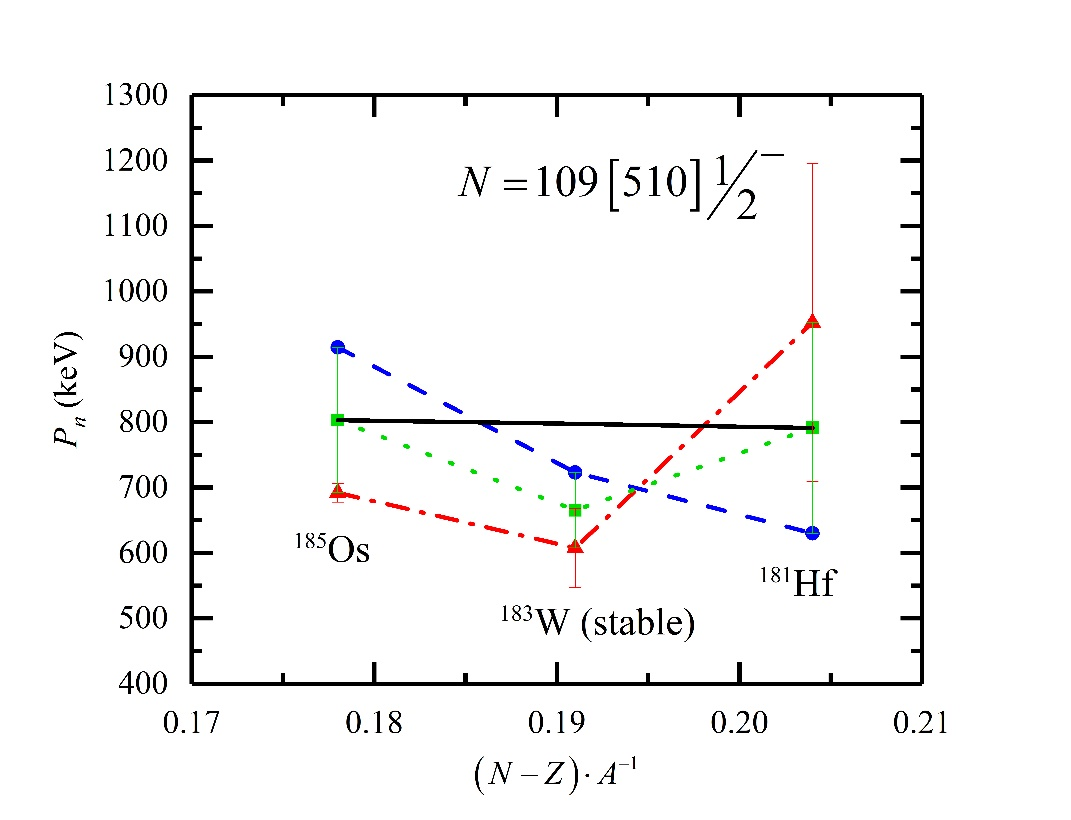 1300
1200
1100
1000
900
800
700
600
500
400
P_n (keV)
N = 109 [510] 1/2⁻
¹⁸⁵Os
¹⁸³W (stable)
¹⁸¹Hf
0.17 0.18 0.19 0.20 0.21
(N − Z) · A⁻¹